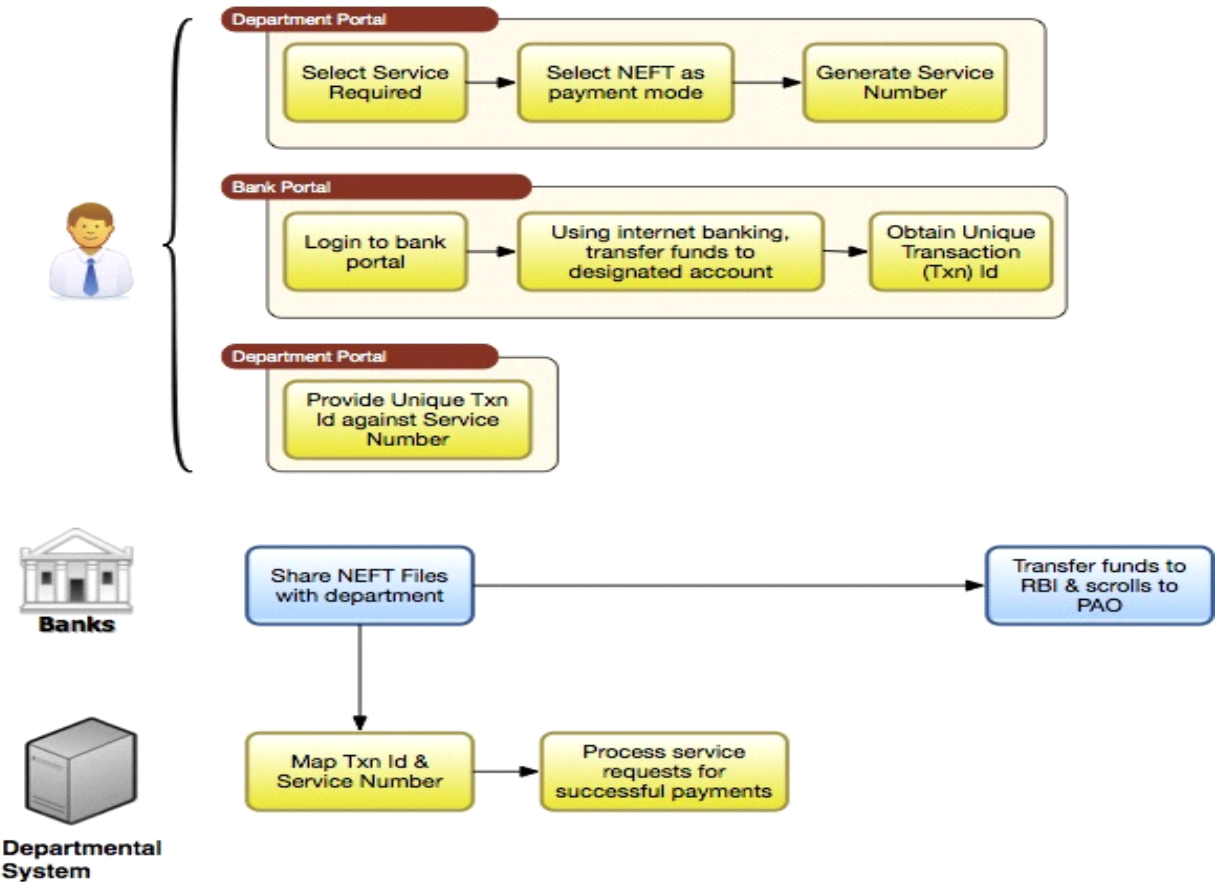 Department Portal
Select Service
Required
Select NEFT as
payment mode
Generate Service
Number
Bank Portal
Login to bank
portal
Using internet banking,
transfer funds to
designated account
Obtain Unique
Transaction
(Txn) Id
Department Portal
Provide Unique Txn
Id against Service
Number
Banks
Share NEFT Files
with department
Transfer funds to
RBI & scrolls to
PAO
Departmental
System
Map Txn Id &
Service Number
Process service
requests for
successful payments